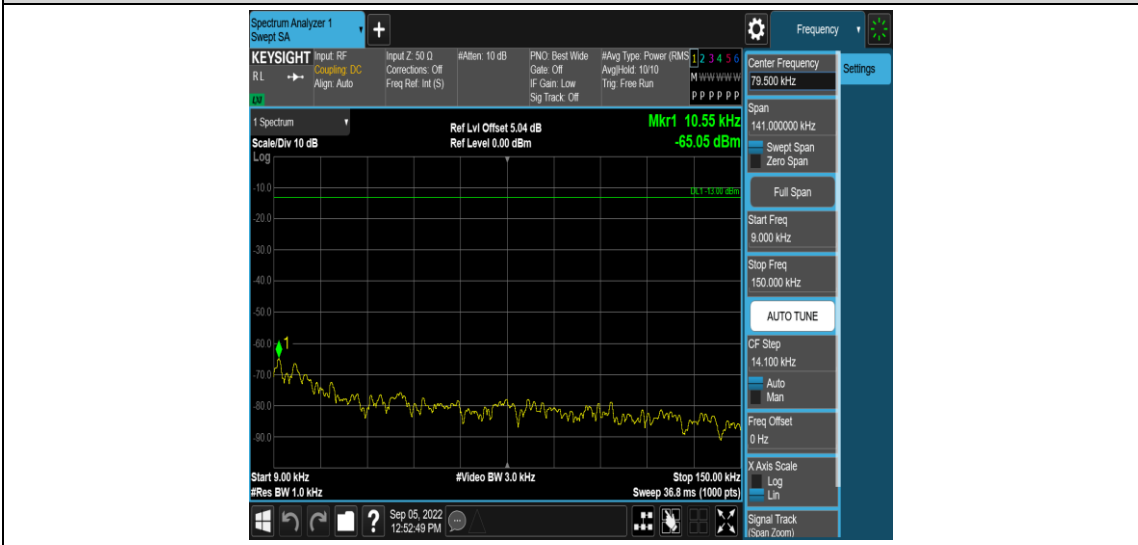 Spectrum Analyzer 1
Swept SA
+
Frequency
KEYSIGHT
RL
LXI
Input: RF
Coupling: DC
Align: Auto
Input Z: 50 Ω
Corrections: Off
Freq Ref: Int (S)
#Atten: 10 dB
PNO: Best Wide
Gate: Off
IF Gain: Low
Sig Track: Off
#Avg Type: Power (RMS
Avg|Hold: 10/10
Trig: Free Run
1 2 3 4 5 6
M W W W W W
P P P P P P
1 Spectrum
Scale/Div 10 dB
Log
Ref Lvl Offset 5.04 dB
Ref Level 0.00 dBm
Mkr1 10.55 kHz
-65.05 dBm
DL1 -13.00 dBm
-10.0
-20.0
-30.0
-40.0
-50.0
-60.0
-70.0
-80.0
-90.0
1
Start 9.00 kHz
#Res BW 1.0 kHz
#Video BW 3.0 kHz
Stop 150.00 kHz
Sweep 36.8 ms (1000 pts)
Center Frequency
79.500 kHz
Settings
Span
141.000000 kHz
Swept Span
Zero Span
Full Span
Start Freq
9.000 kHz
Stop Freq
150.000 kHz
AUTO TUNE
CF Step
14.100 kHz
Auto
Man
Freq Offset
0 Hz
X Axis Scale
Log
Lin
Signal Track
(Span Zoom)
?
Sep 05, 2022
12:52:49 PM